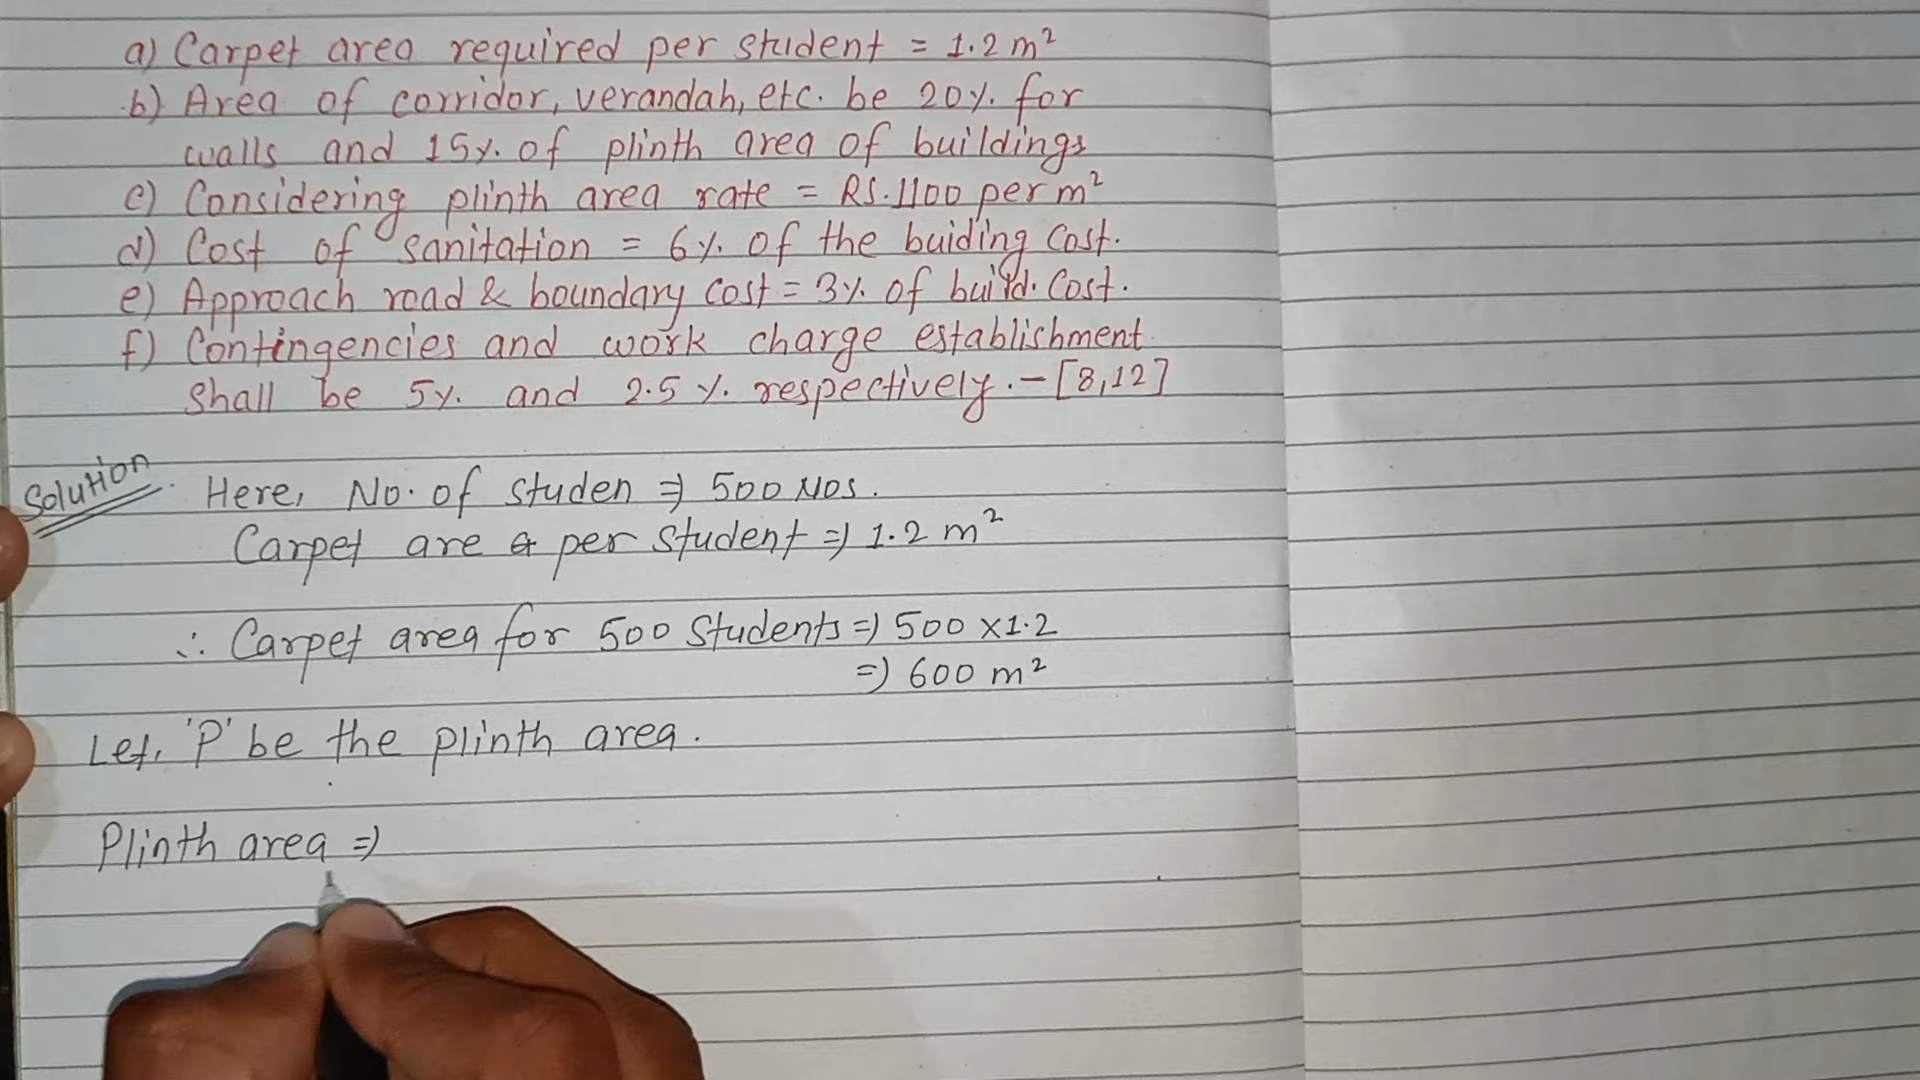 a) Carpet area required per student = 1.2 m²
b) Area of corridor, verandah, etc. be 20%. for
walls and 15%. of plinth area of buildings
c) Considering plinth area rate = RS. 1100 per m²
d) Cost of sanitation = 6%. of the buiding cost.
e) Approach road & boundary cost = 3%. of build. Cost.
f) Contingencies and work charge establishment
shall be 5%. and 2.5%. respectively. - [8,12]
Solution
Here, No. of studen ⇒ 500 Nos.
Carpet are a per student ⇒ 1.2 m²
∴ Carpet area for 500 Students ⇒ 500 x 1.2
⇒ 600 m²
Let, 'P' be the plinth area.
Plinth area ⇒